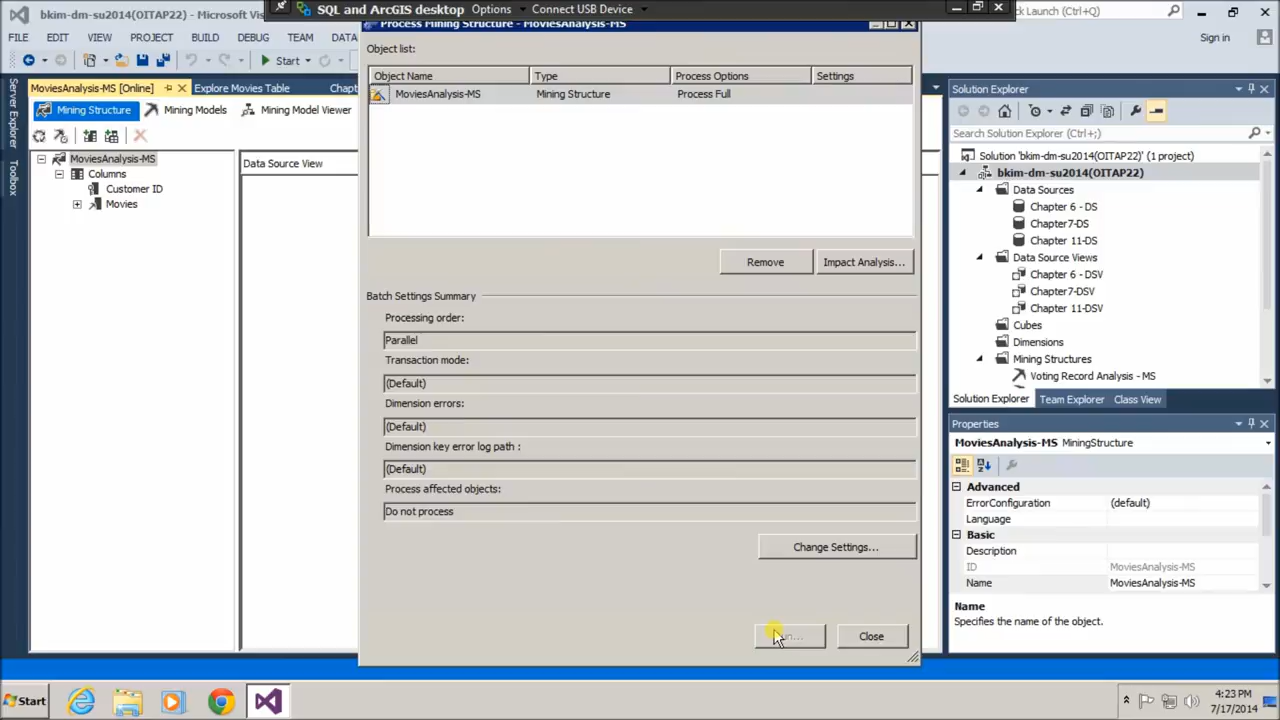 SQL and ArcGIS desktop Options Connect USB Device
bkim-dm-su2014(OITAP22) - Microsoft Vis
Launch (Ctrl+Q)
Process Mining Structure - MoviesAnalysis-MS
FILE EDIT VIEW PROJECT BUILD DEBUG TEAM DATA
Sign in
Start
Object list:
MoviesAnalysis-MS [Online] Explore Movies Table Chapt
Object Name Type Process Options Settings
MoviesAnalysis-MS Mining Structure Process Full
Mining Structure Mining Models Mining Model Viewer
MoviesAnalysis-MS
Columns
Customer ID
Movies
Data Source View
Server Explorer
Toolbox
Remove Impact Analysis...
Batch Settings Summary
Processing order:
Parallel
Transaction mode:
(Default)
Dimension errors:
(Default)
Dimension key error log path :
(Default)
Process affected objects:
Do not process
Change Settings...
Close
Solution Explorer
Search Solution Explorer (Ctrl+;)
Solution 'bkim-dm-su2014(OITAP22)' (1 project)
bkim-dm-su2014(OITAP22)
Data Sources
Chapter 6 - DS
Chapter7-DS
Chapter 11-DS
Data Source Views
Chapter 6 - DSV
Chapter7-DSV
Chapter 11-DSV
Cubes
Dimensions
Mining Structures
Voting Record Analysis - MS
Solution Explorer Team Explorer Class View
Properties
MoviesAnalysis-MS MiningStructure
Advanced
ErrorConfiguration (default)
Language
Basic
Description
ID MoviesAnalysis-MS
Name MoviesAnalysis-MS
Name
Specifies the name of the object.
Start
4:23 PM
7/17/2014